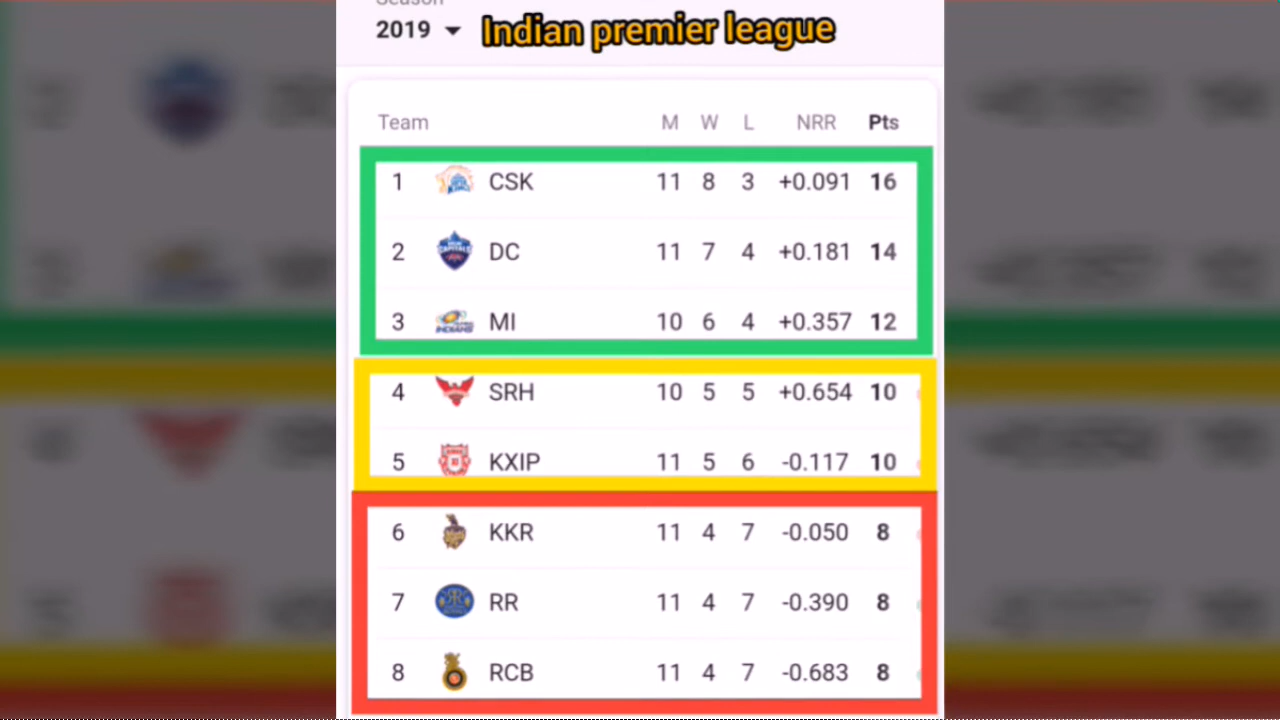 Season
2019 Indian premier league
Team M W L NRR Pts
1 CSK 11 8 3 +0.091 16
2 DC 11 7 4 +0.181 14
3 MI 10 6 4 +0.357 12
4 SRH 10 5 5 +0.654 10
5 KXIP 11 5 6 -0.117 10
6 KKR 11 4 7 -0.050 8
7 RR 11 4 7 -0.390 8
8 RCB 11 4 7 -0.683 8